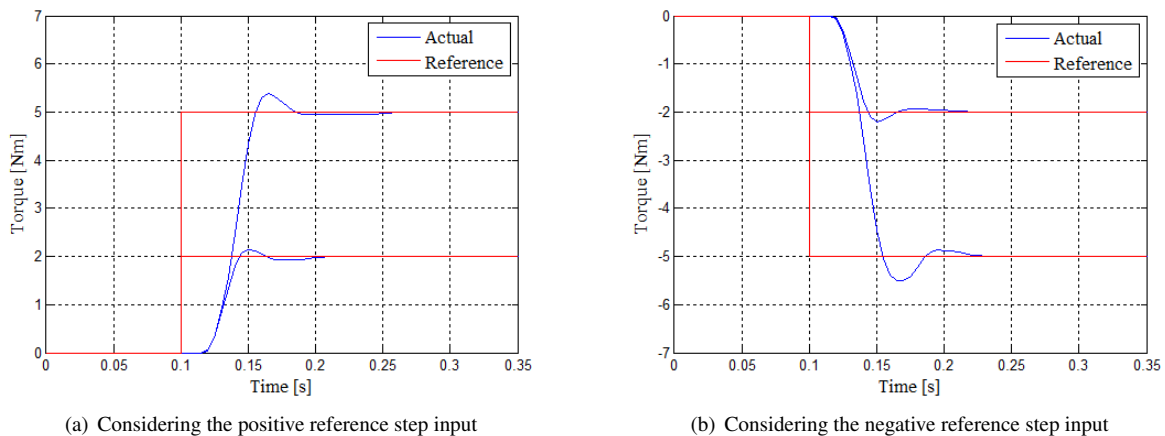 7
6
5
4
3
2
1
0
Torque [Nm]
Actual
Reference
0 0.05 0.1 0.15 0.2 0.25 0.3 0.35
Time [s]
(a) Considering the positive reference step input
0
-1
-2
-3
-4
-5
-6
-7
Torque [Nm]
Actual
Reference
0 0.05 0.1 0.15 0.2 0.25 0.3 0.35
Time [s]
(b) Considering the negative reference step input